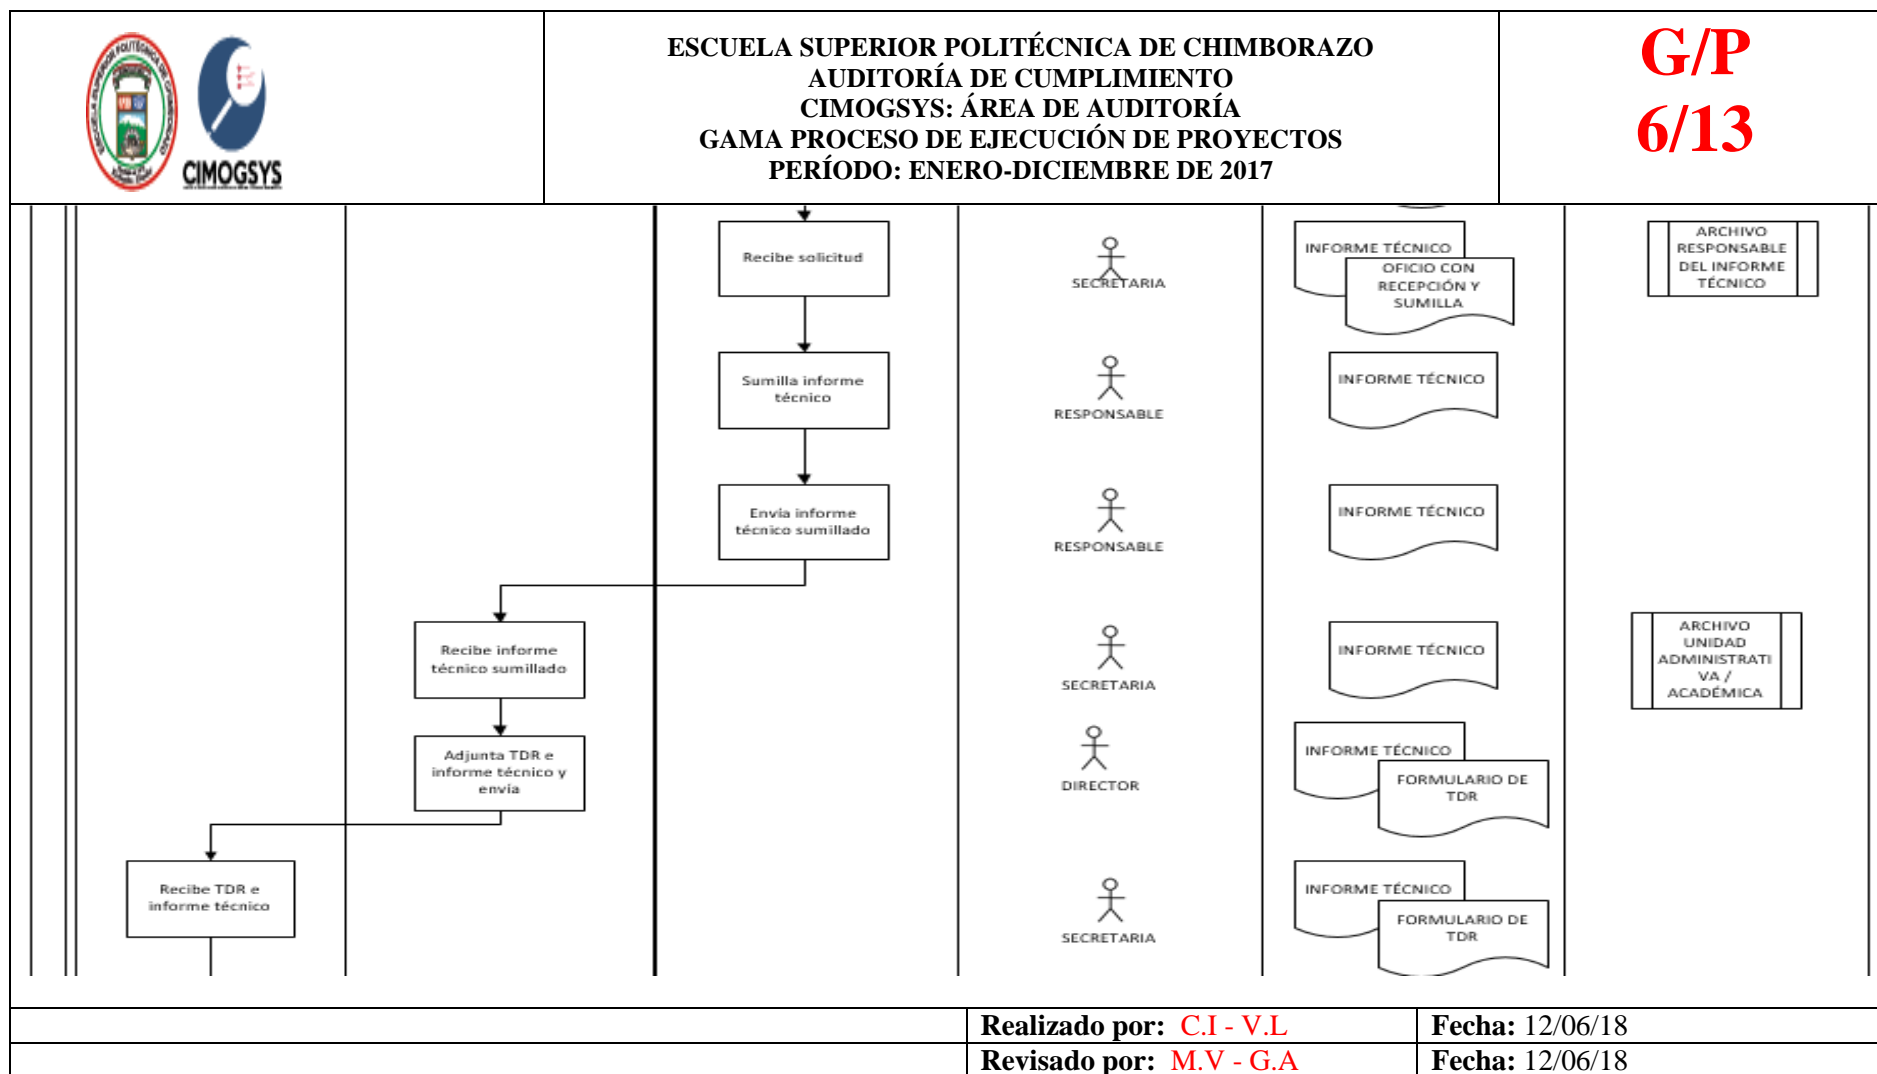 ESCUELA SUPERIOR POLITÉCNICA DE CHIMBORAZO
CIMOGSYS
ESCUELA SUPERIOR POLITÉCNICA DE CHIMBORAZO
AUDITORÍA DE CUMPLIMIENTO
CIMOGSYS: ÁREA DE AUDITORÍA
GAMA PROCESO DE EJECUCIÓN DE PROYECTOS
PERÍODO: ENERO-DICIEMBRE DE 2017
G/P
6/13
Recibe solicitud
SECRETARIA
INFORME TÉCNICO
OFICIO CON
RECEPCIÓN Y
SUMILLA
ARCHIVO
RESPONSABLE
DEL INFORME
TÉCNICO
Sumilla informe
técnico
RESPONSABLE
INFORME TÉCNICO
Envía informe
técnico sumillado
RESPONSABLE
INFORME TÉCNICO
Recibe informe
técnico sumillado
SECRETARIA
INFORME TÉCNICO
ARCHIVO
UNIDAD
ADMINISTRATI
VA /
ACADÉMICA
Adjunta TDR e
informe técnico y
envía
DIRECTOR
INFORME TÉCNICO
FORMULARIO DE
TDR
Recibe TDR e
informe técnico
SECRETARIA
INFORME TÉCNICO
FORMULARIO DE
TDR
Realizado por: C.I - V.L
Fecha: 12/06/18
Revisado por: M.V - G.A
Fecha: 12/06/18